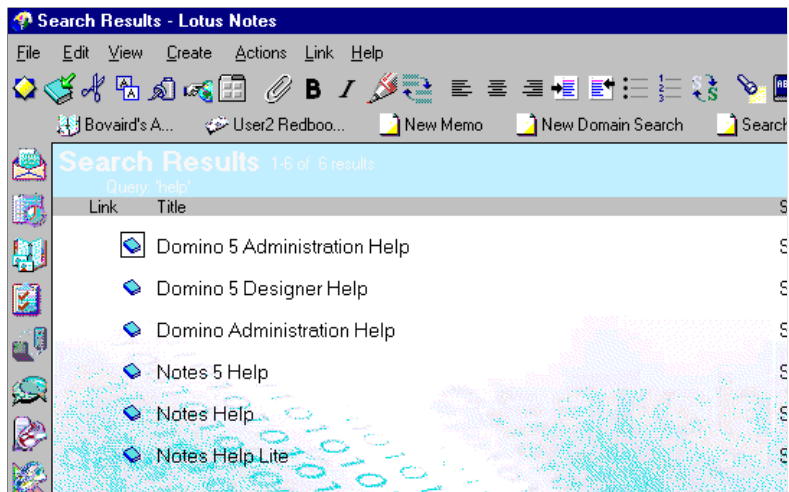 Search Results - Lotus Notes
File Edit View Create Actions Link Help
B I
Bovaird's A... User2 Redboo... New Memo New Domain Search Search
Search Results 1-6 of 6 results
Query: 'help'
Link Title S
Domino 5 Administration Help S
Domino 5 Designer Help S
Domino Administration Help S
Notes 5 Help S
Notes Help S
Notes Help Lite S